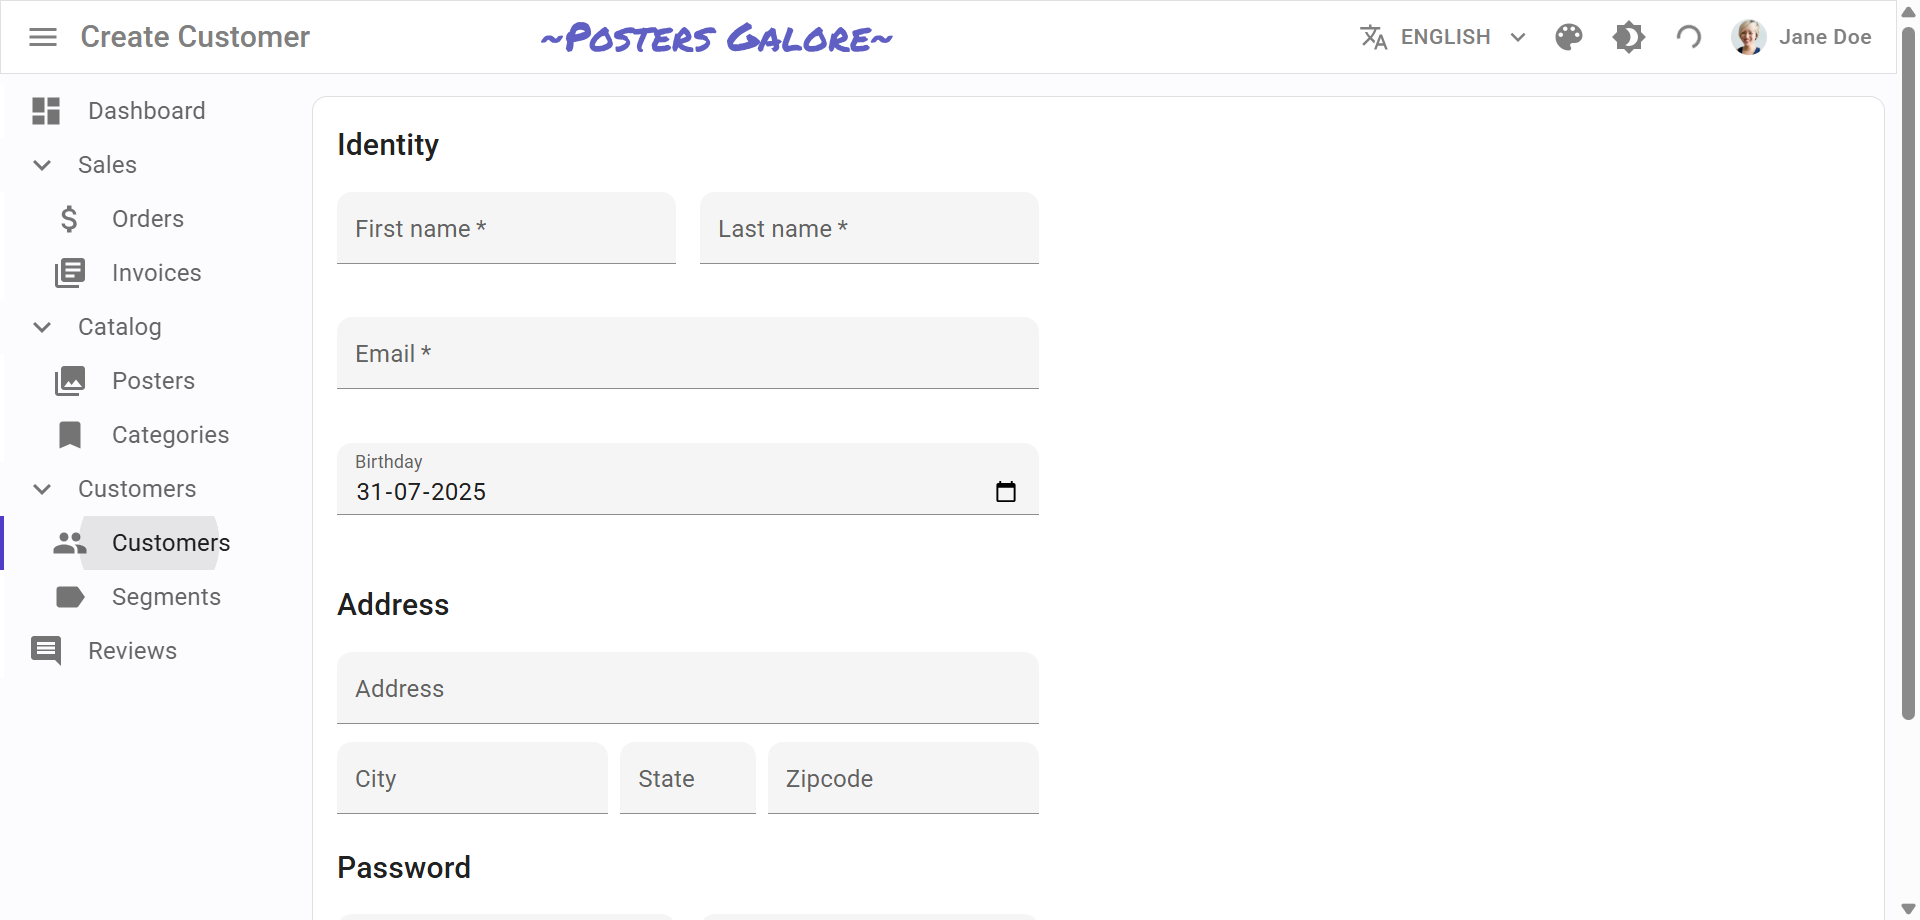 Create Customer
~Posters Galore~
ENGLISH
Jane Doe
Dashboard
Sales
Orders
Invoices
Catalog
Posters
Categories
Customers
Customers
Segments
Reviews
Identity
First name *
Last name *
Email *
Birthday
31-07-2025
Address
Address
City
State
Zipcode
Password